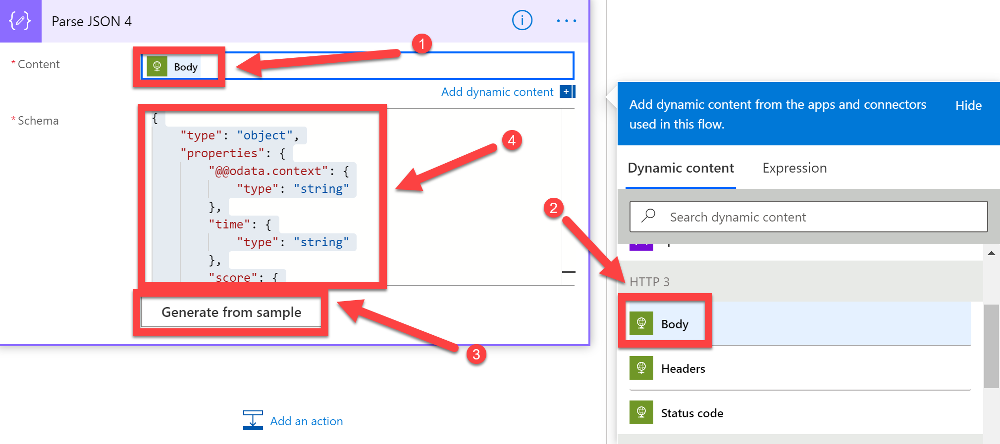 Parse JSON 4
i
1
* Content
Body
Add dynamic content
* Schema
{
"type": "object",
"properties": {
"@@odata.context": {
"type": "string"
},
"time": {
"type": "string"
},
"score": {
4
Generate from sample
3
Add an action
Add dynamic content from the apps and connectors
used in this flow.
Hide
Dynamic content
Expression
2
Search dynamic content
HTTP 3
Body
Headers
Status code